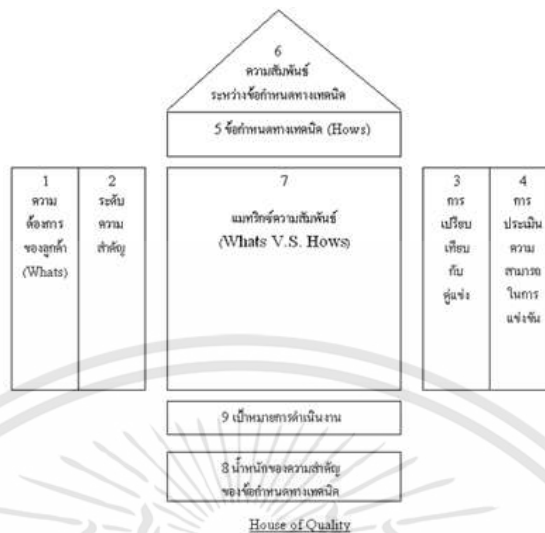 6
ความสัมพันธ์
ระหว่างข้อกำหนดทางเทคนิค
5 ข้อกำหนดทางเทคนิค (Hows)
1
ความ
ต้องการ
ของลูกค้า
(Whats)
2
ระดับ
ความ
สำคัญ
7
แมทริกซ์ความสัมพันธ์
(Whats V.S. Hows)
3
การ
เปรียบ
เทียบ
กับ
คู่แข่ง
4
การ
ประเมิน
ความ
สามารถ
ในการ
แข่งขัน
9 เป้าหมายการดำเนินงาน
8 น้ำหนักของความสำคัญ
ของข้อกำหนดทางเทคนิค
House of Quality